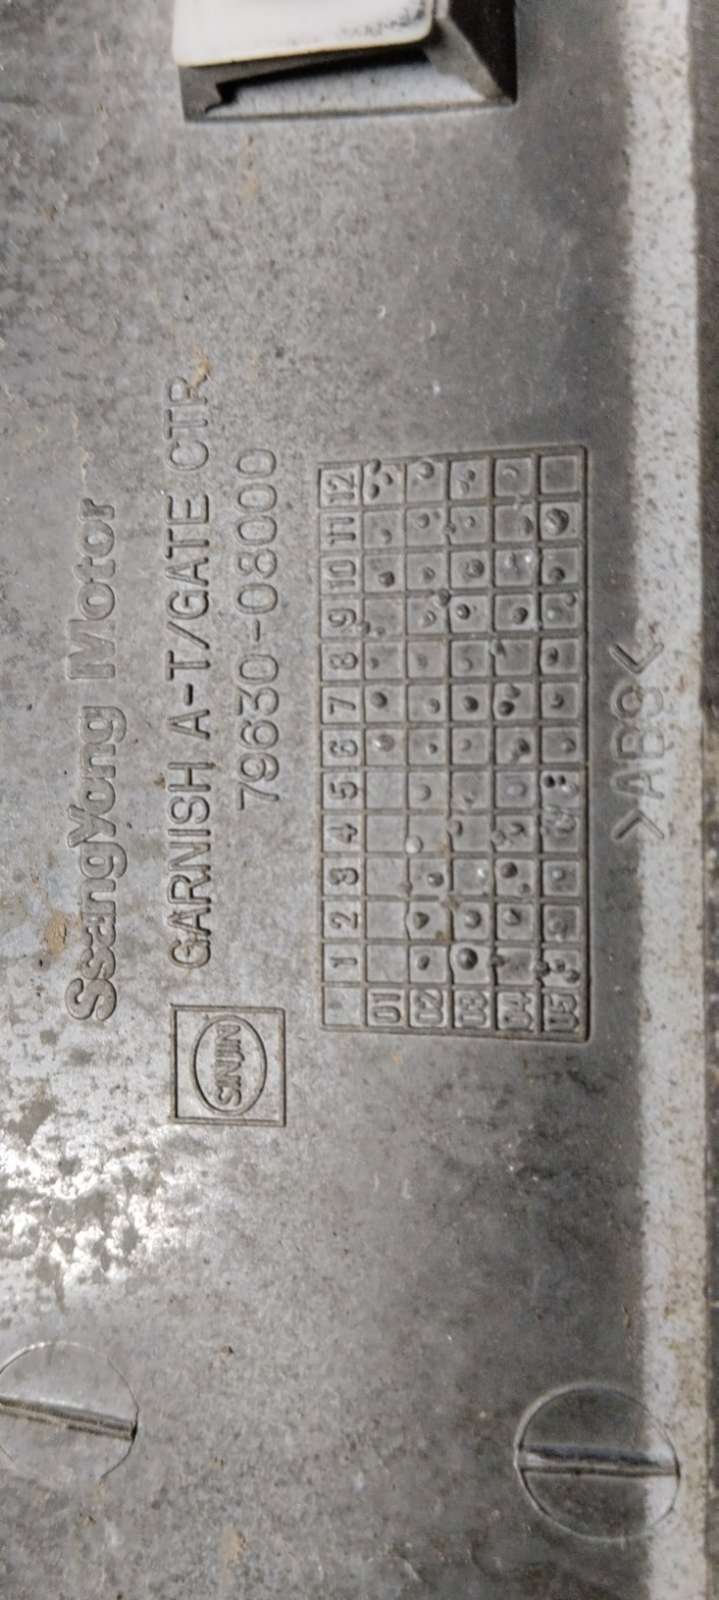 SsangYong Motor
GARNISH A-T/GATE CTR
79630-08000
SINJIN
1 2 3 4 5 6 7 8 9 10 11 12
01
02
03
04
05
>ABS<